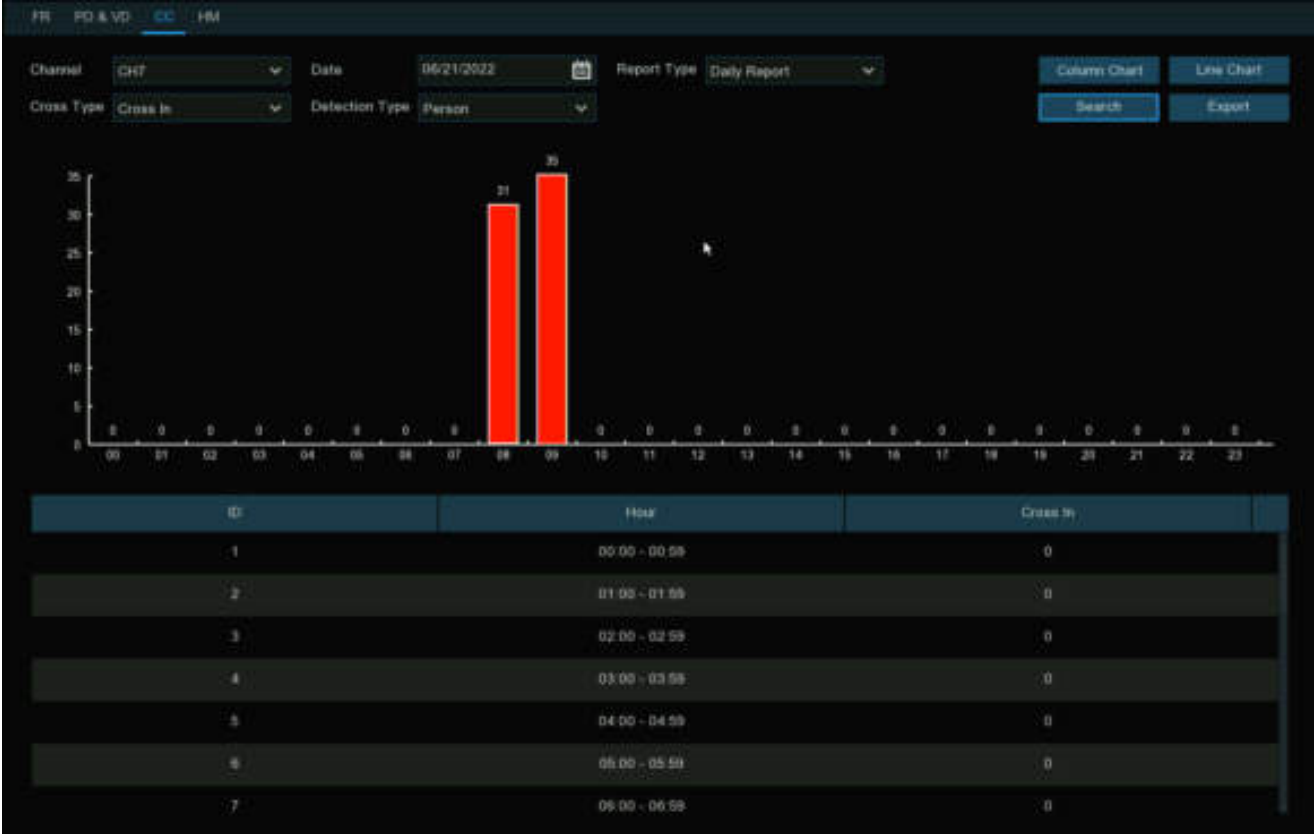 FR PD & VD CC HM
Channel CH7 Date 06/21/2022 Report Type Daily Report Column Chart Line Chart
Cross Type Cross In Detection Type Person Search Export
35
31
35
30
25
20
15
10
5
0
0 0 0 0 0 0 0 0 0 0 0 0 0 0 0 0 0 0 0 0 0 0
00 01 02 03 04 05 06 07 08 09 10 11 12 13 14 15 16 17 18 19 20 21 22 23
ID Hour Cross In
1 00:00 - 00:59 0
2 01:00 - 01:59 0
3 02:00 - 02:59 0
4 03:00 - 03:59 0
5 04:00 - 04:59 0
6 05:00 - 05:59 0
7 06:00 - 06:59 0